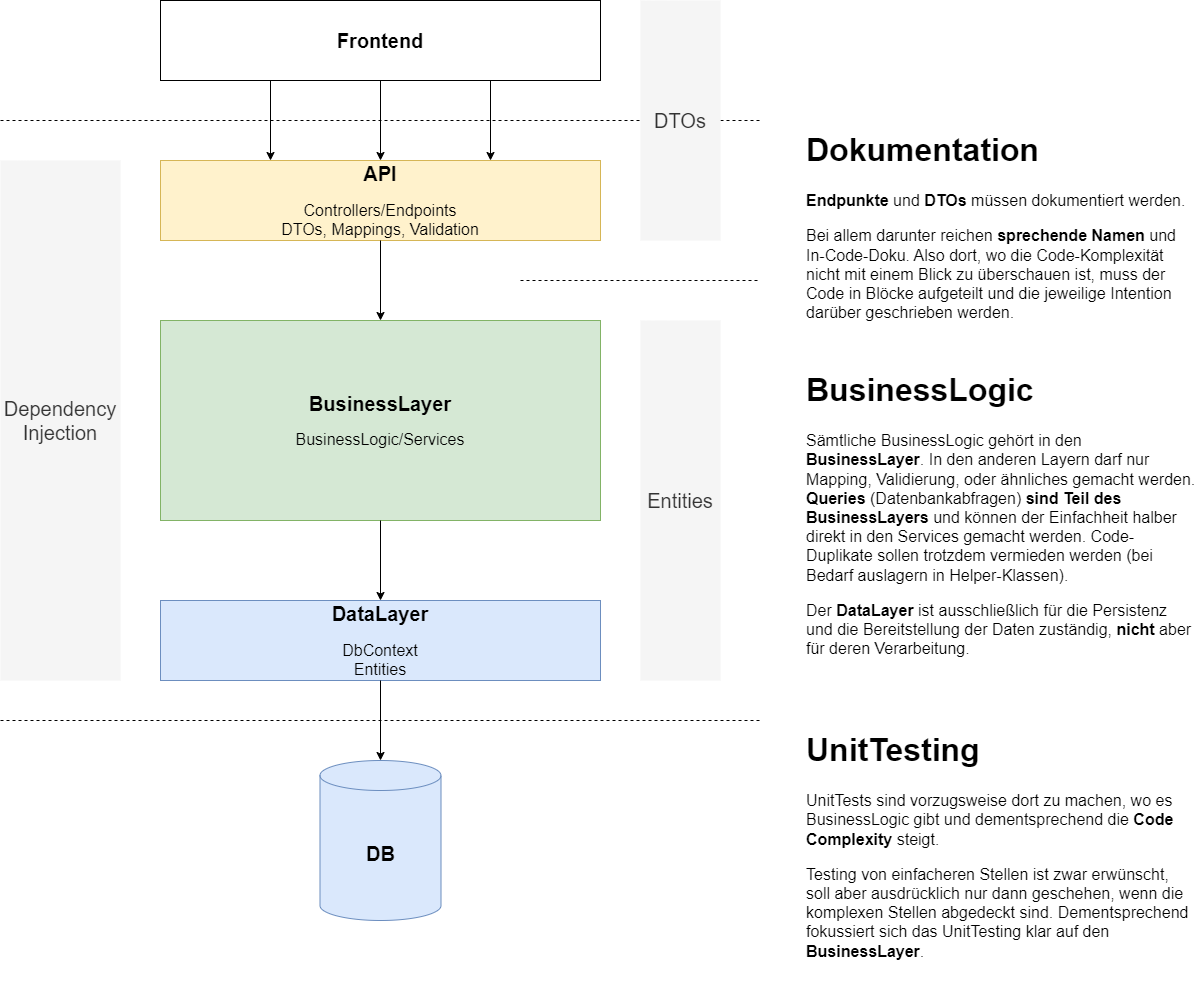 Frontend
DTOs
API
Controllers/Endpoints
DTOs, Mappings, Validation
Dependency
Injection
BusinessLayer
BusinessLogic/Services
Entities
DataLayer
DbContext
Entities
DB
Dokumentation
Endpunkte und DTOs müssen dokumentiert werden.
Bei allem darunter reichen sprechende Namen und
In-Code-Doku. Also dort, wo die Code-Komplexität
nicht mit einem Blick zu überschauen ist, muss der
Code in Blöcke aufgeteilt und die jeweilige Intention
darüber geschrieben werden.
BusinessLogic
Sämtliche BusinessLogic gehört in den
BusinessLayer. In den anderen Layern darf nur
Mapping, Validierung, oder ähnliches gemacht werden.
Queries (Datenbankabfragen) sind Teil des
BusinessLayers und können der Einfachheit halber
direkt in den Services gemacht werden. Code-
Duplikate sollen trotzdem vermieden werden (bei
Bedarf auslagern in Helper-Klassen).
Der DataLayer ist ausschließlich für die Persistenz
und die Bereitstellung der Daten zuständig, nicht aber
für deren Verarbeitung.
UnitTesting
UnitTests sind vorzugsweise dort zu machen, wo es
BusinessLogic gibt und dementsprechend die Code
Complexity steigt.
Testing von einfacheren Stellen ist zwar erwünscht,
soll aber ausdrücklich nur dann geschehen, wenn die
komplexen Stellen abgedeckt sind. Dementsprechend
fokussiert sich das UnitTesting klar auf den
BusinessLayer.